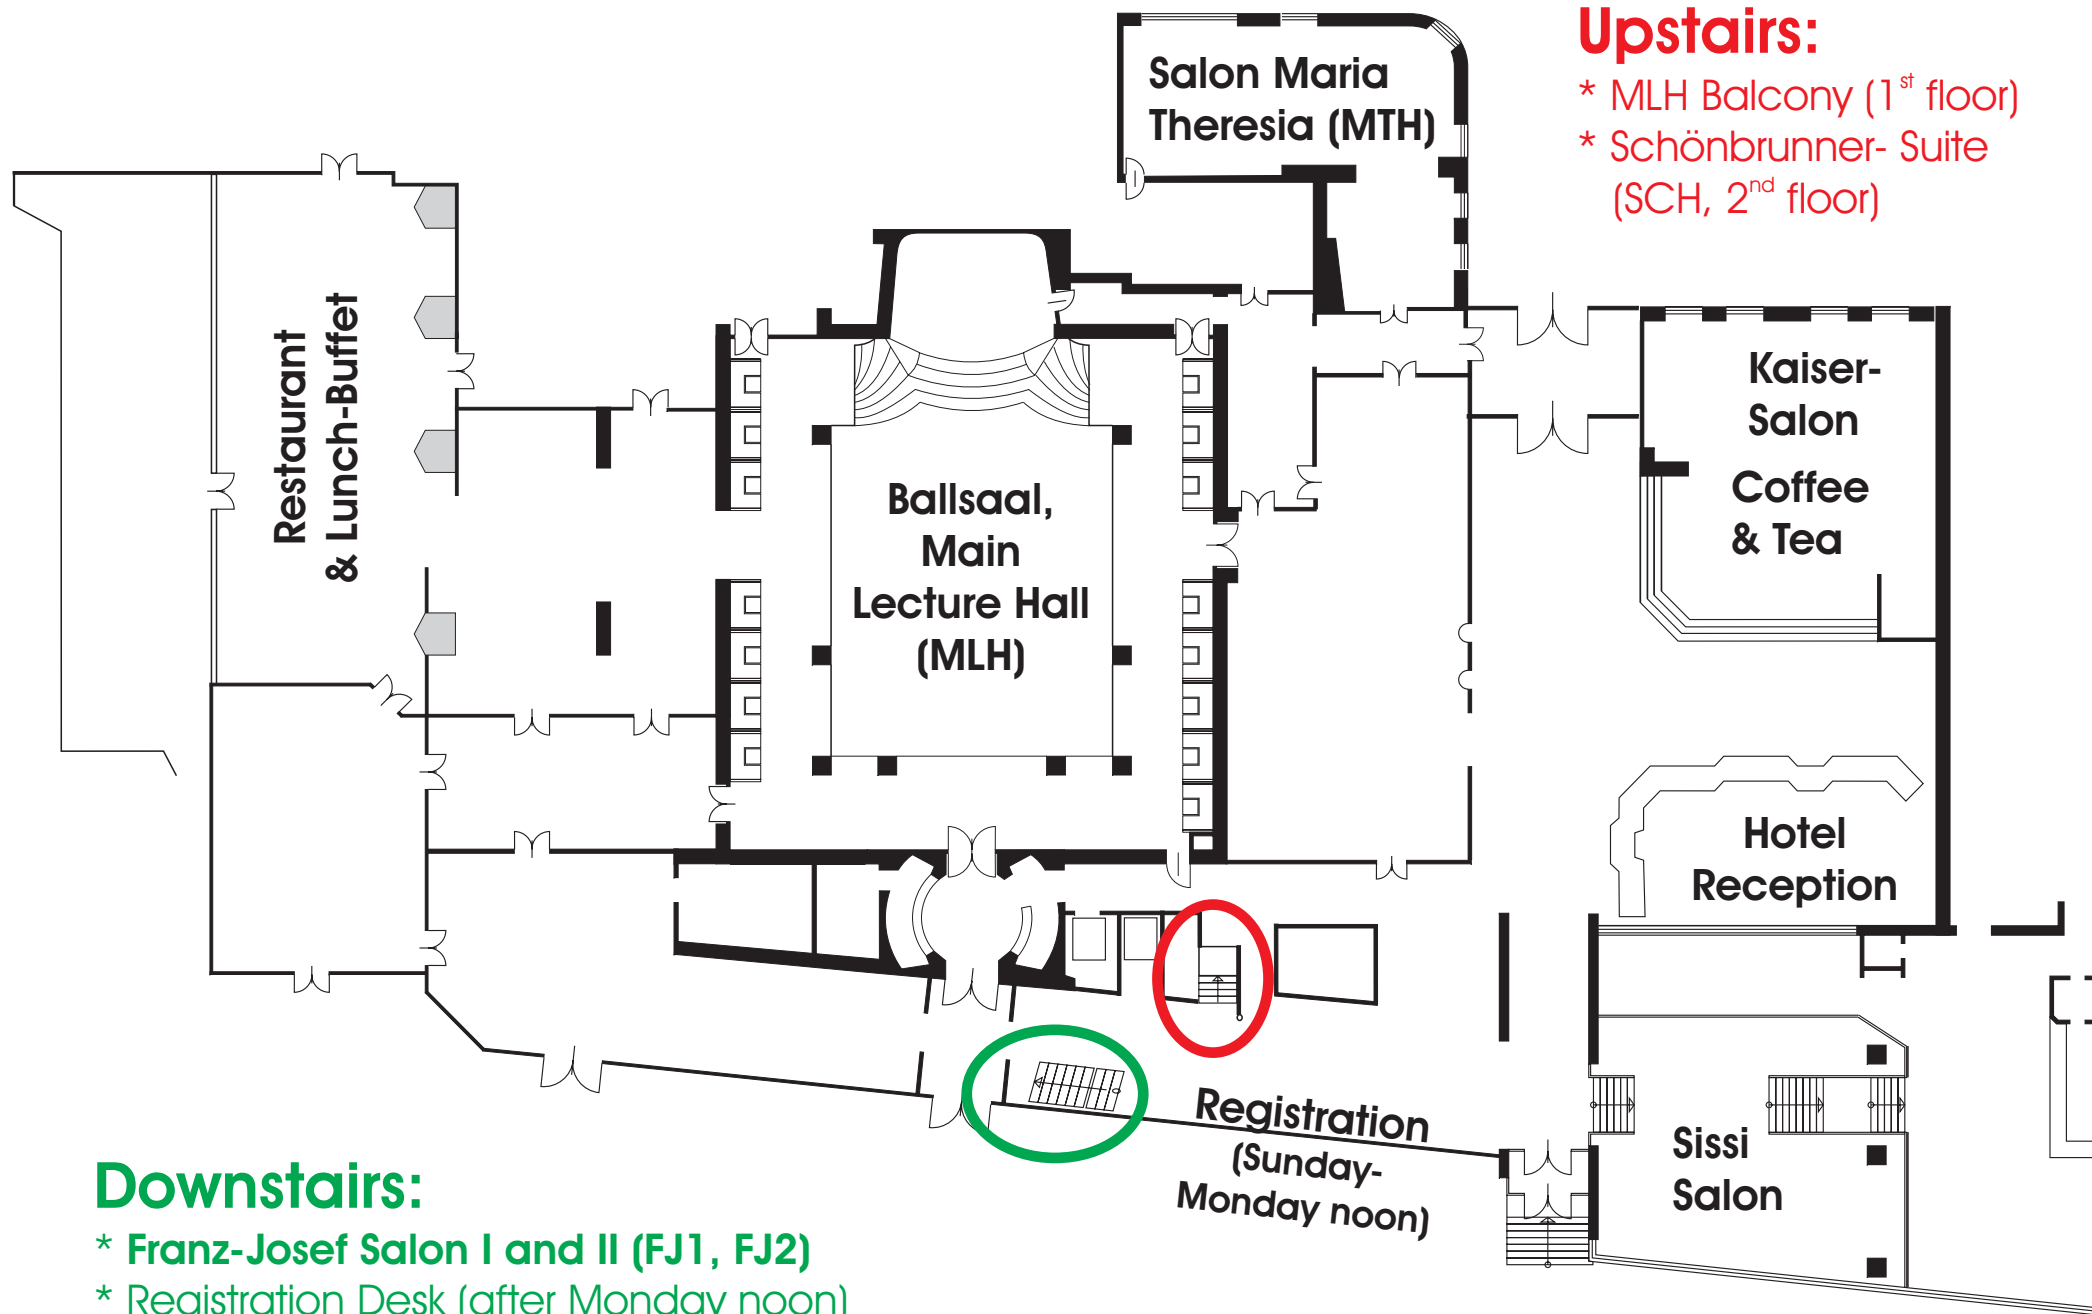 Upstairs:
* MLH Balcony (1st floor)
* Schönbrunner- Suite
(SCH, 2nd floor)
Salon Maria
Theresia (MTH)
Restaurant
& Lunch-Buffet
Kaiser-
Salon
Coffee
& Tea
Ballsaal,
Main
Lecture Hall
(MLH)
Hotel
Reception
Registration
(Sunday-
Monday noon)
Sissi
Salon
Downstairs:
* Franz-Josef Salon I and II (FJ1, FJ2)
* Registration Desk (after Monday noon)